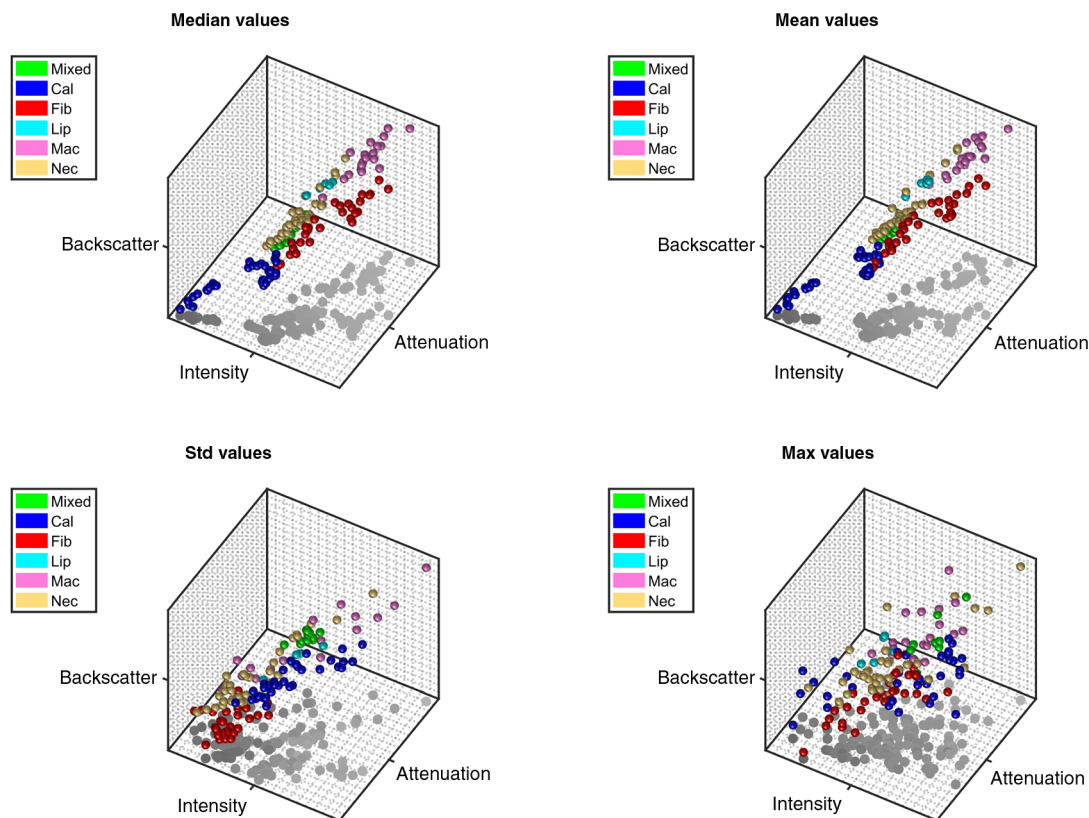 Median values
Mixed
Cal
Fib
Lip
Mac
Nec
Backscatter
Intensity
Attenuation
Mean values
Mixed
Cal
Fib
Lip
Mac
Nec
Backscatter
Intensity
Attenuation
Std values
Mixed
Cal
Fib
Lip
Mac
Nec
Backscatter
Intensity
Attenuation
Max values
Mixed
Cal
Fib
Lip
Mac
Nec
Backscatter
Intensity
Attenuation